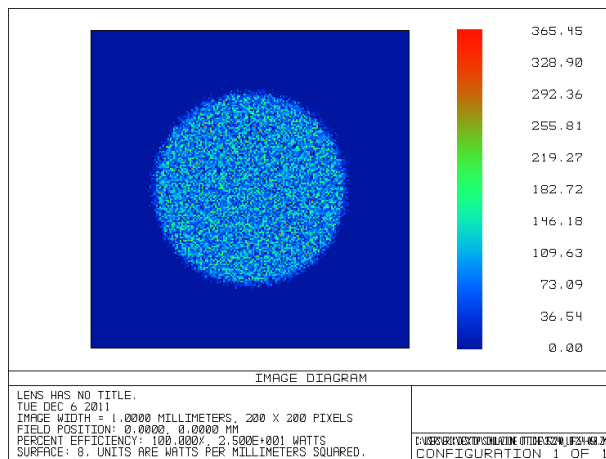 365.45
328.90
292.36
255.81
219.27
182.72
146.18
109.63
73.09
36.54
0.00
IMAGE DIAGRAM
LENS HAS NO TITLE.
TUE DEC 6 2011
IMAGE WIDTH = 1.0000 MILLIMETERS, 200 X 200 PIXELS
FIELD POSITION: 0.0000, 0.0000 MM
PERCENT EFFICIENCY: 100.000%, 2.500E+001 WATTS
SURFACE: 8. UNITS ARE WATTS PER MILLIMETERS SQUARED.
CONFIGURATION 1 OF 1